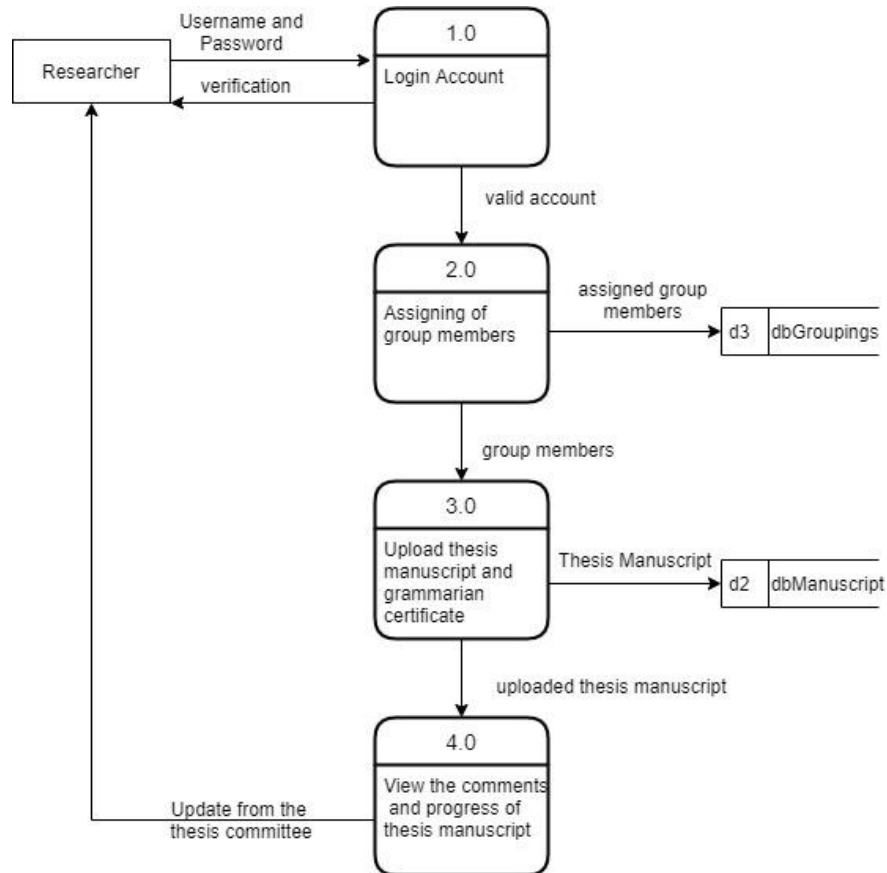 Username and
Password
1.0
Researcher
Login Account
verification
valid account
2.0
Assigning of
group members
assigned group
members
d3
dbGroupings
group members
3.0
Upload thesis
manuscript and
grammarian
certificate
Thesis Manuscript
d2
dbManuscript
uploaded thesis manuscript
4.0
View the comments
and progress of
thesis manuscript
Update from the
thesis committee